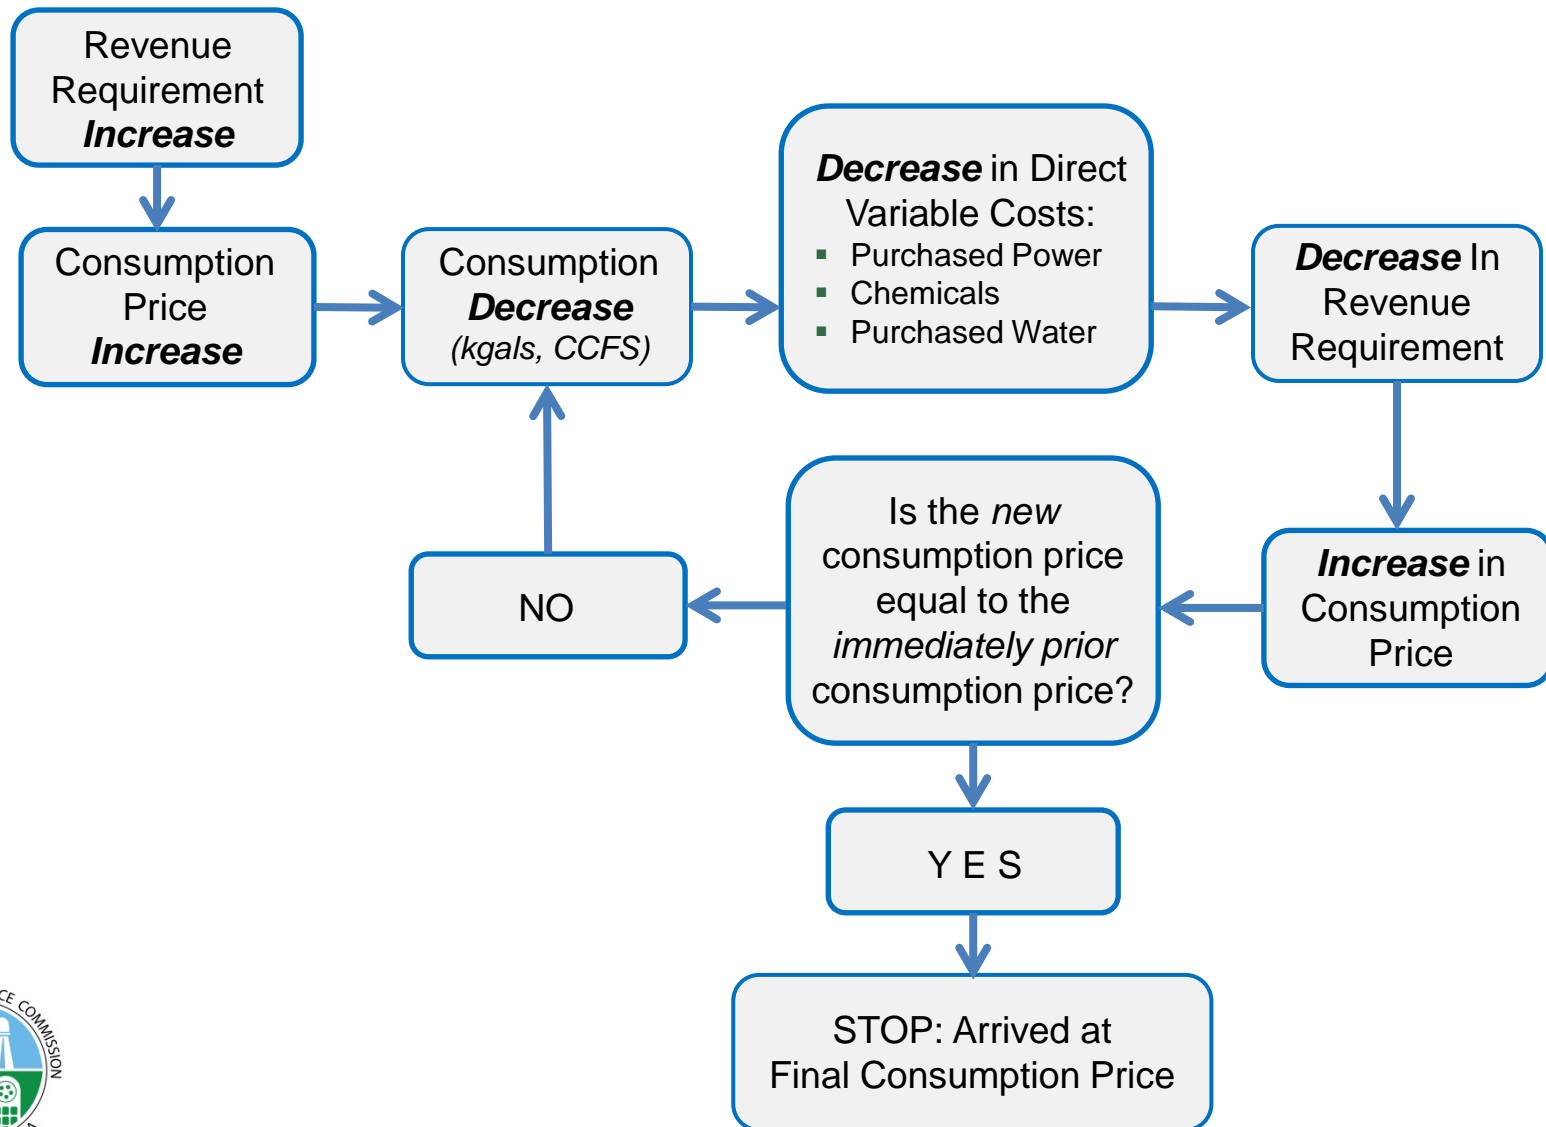 Revenue
Requirement
Increase
Consumption
Price
Increase
Consumption
Decrease
(kgals, CCFS)
Decrease in Direct
Variable Costs:
▪ Purchased Power
▪ Chemicals
▪ Purchased Water
Decrease In
Revenue
Requirement
Increase in
Consumption
Price
Is the new
consumption price
equal to the
immediately prior
consumption price?
NO
Y E S
STOP: Arrived at
Final Consumption Price
COMMISSION